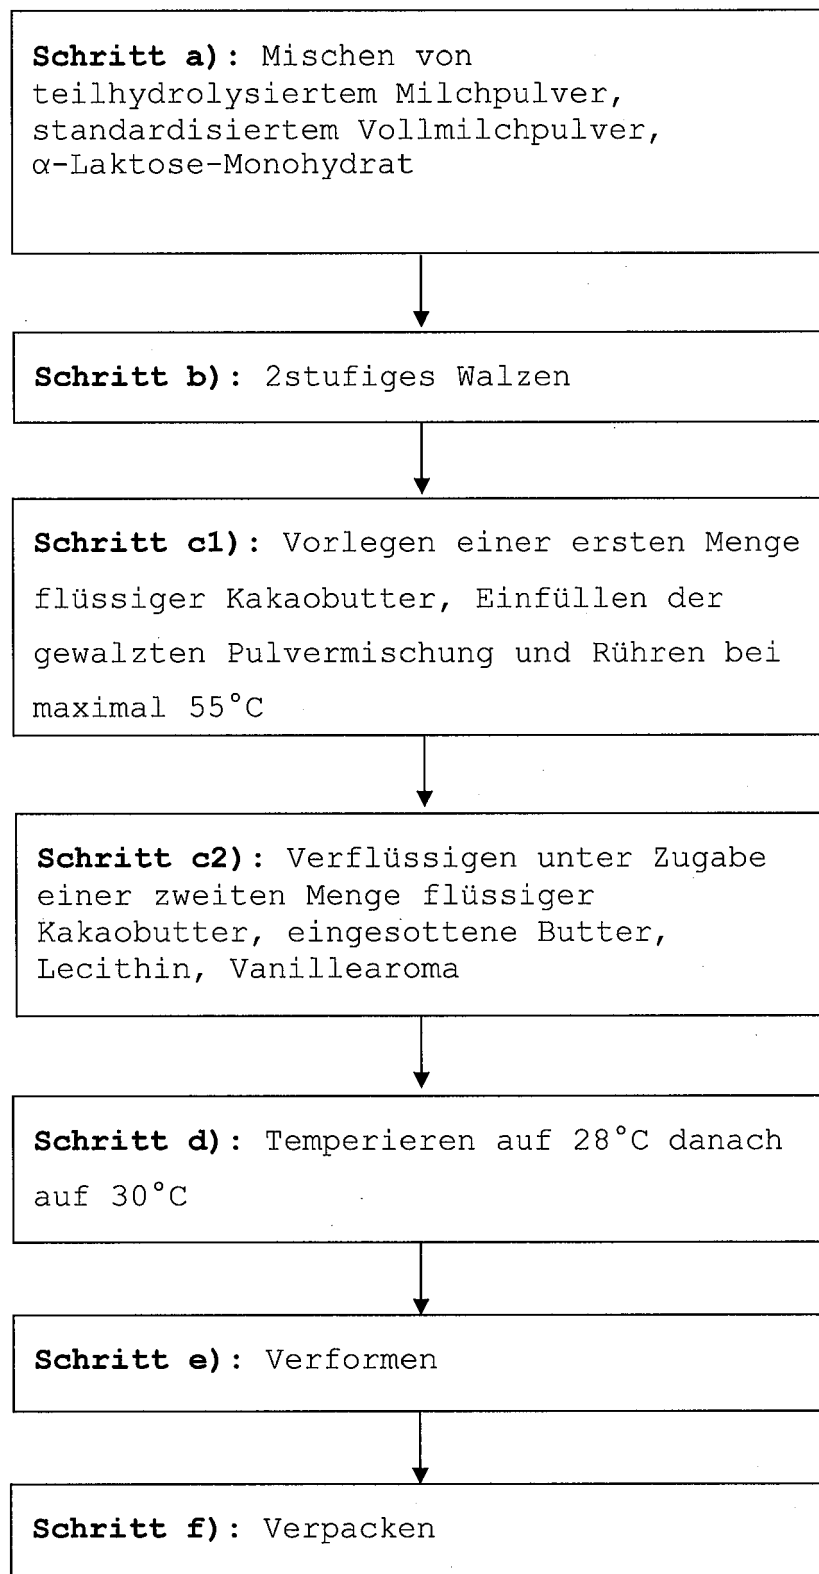 Schritt a): Mischen von
teilhydrolysiertem Milchpulver,
standardisiertem Vollmilchpulver,
α-Laktose-Monohydrat
Schritt b): 2stufiges Walzen
Schritt c1): Vorlegen einer ersten Menge
flüssiger Kakaobutter, Einfüllen der
gewalzten Pulvermischung und Rühren bei
maximal 55°C
Schritt c2): Verflüssigen unter Zugabe
einer zweiten Menge flüssiger
Kakaobutter, eingesottene Butter,
Lecithin, Vanillearoma
Schritt d): Temperieren auf 28°C danach
auf 30°C
Schritt e): Verformen
Schritt f): Verpacken